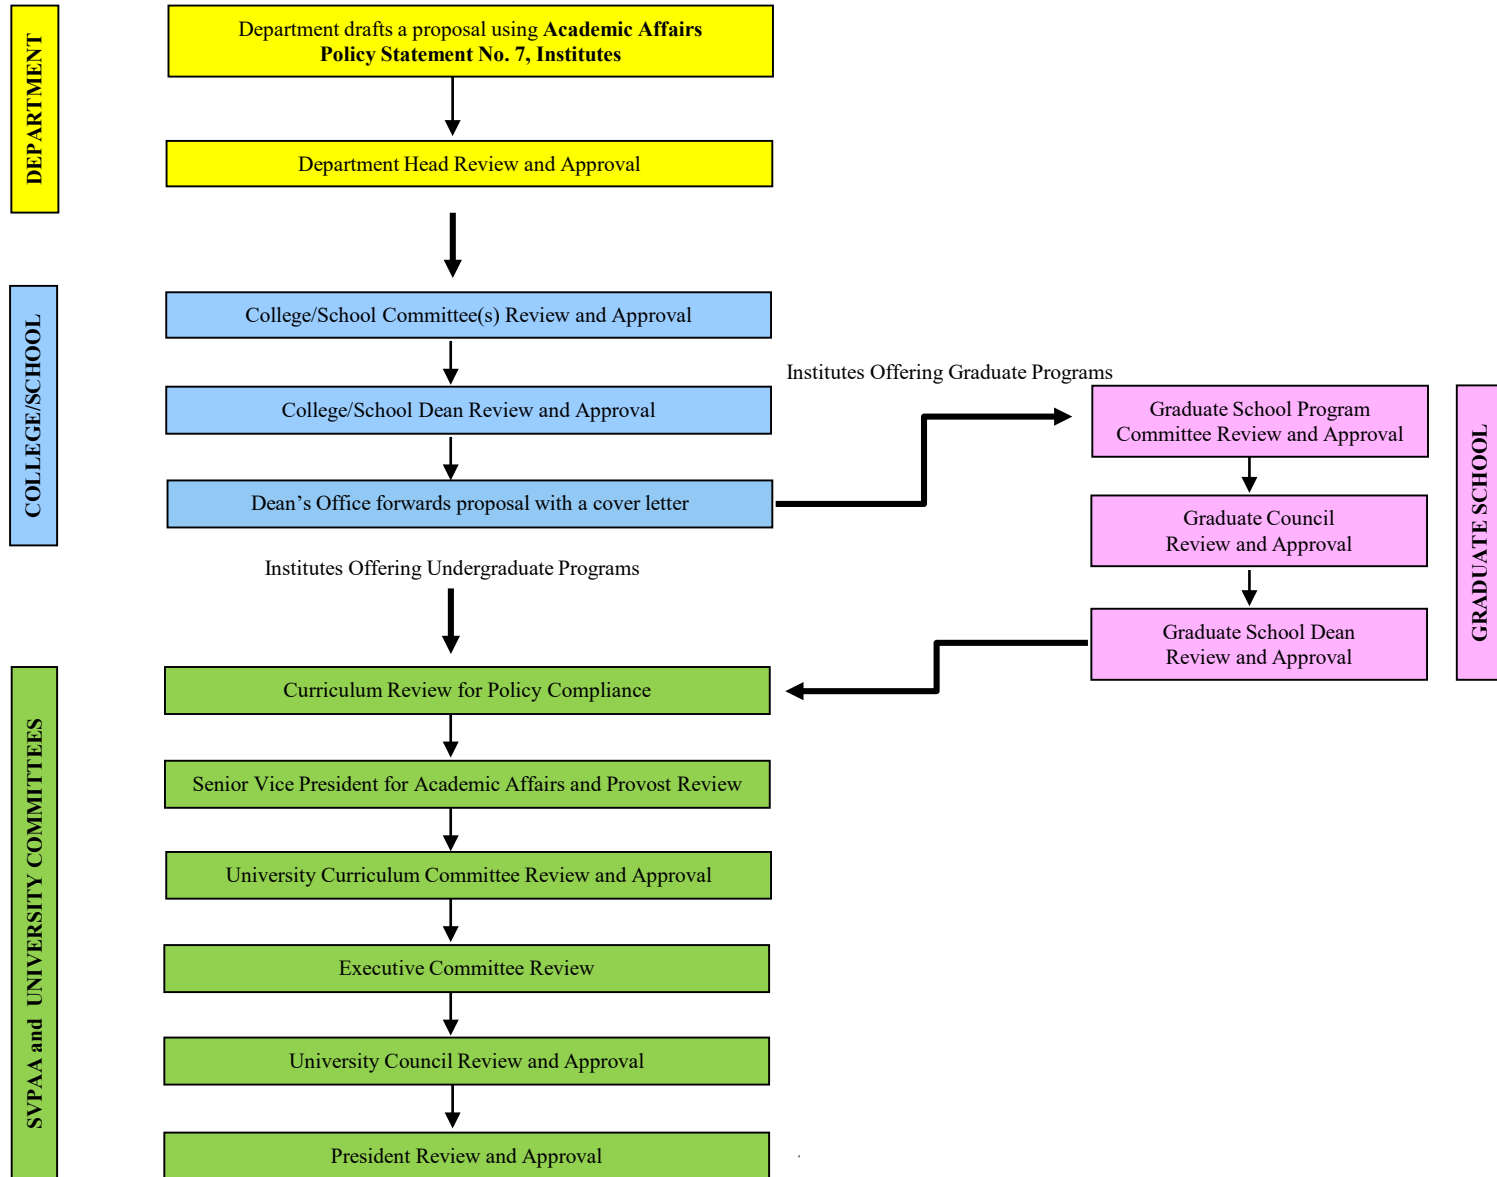 DEPARTMENT
Department drafts a proposal using Academic Affairs
Policy Statement No. 7, Institutes
Department Head Review and Approval
COLLEGE/SCHOOL
College/School Committee(s) Review and Approval
College/School Dean Review and Approval
Dean’s Office forwards proposal with a cover letter
Institutes Offering Graduate Programs
Graduate School Program
Committee Review and Approval
Graduate Council
Review and Approval
Graduate School Dean
Review and Approval
GRADUATE SCHOOL
Institutes Offering Undergraduate Programs
SVPAA and UNIVERSITY COMMITTEES
Curriculum Review for Policy Compliance
Senior Vice President for Academic Affairs and Provost Review
University Curriculum Committee Review and Approval
Executive Committee Review
University Council Review and Approval
President Review and Approval